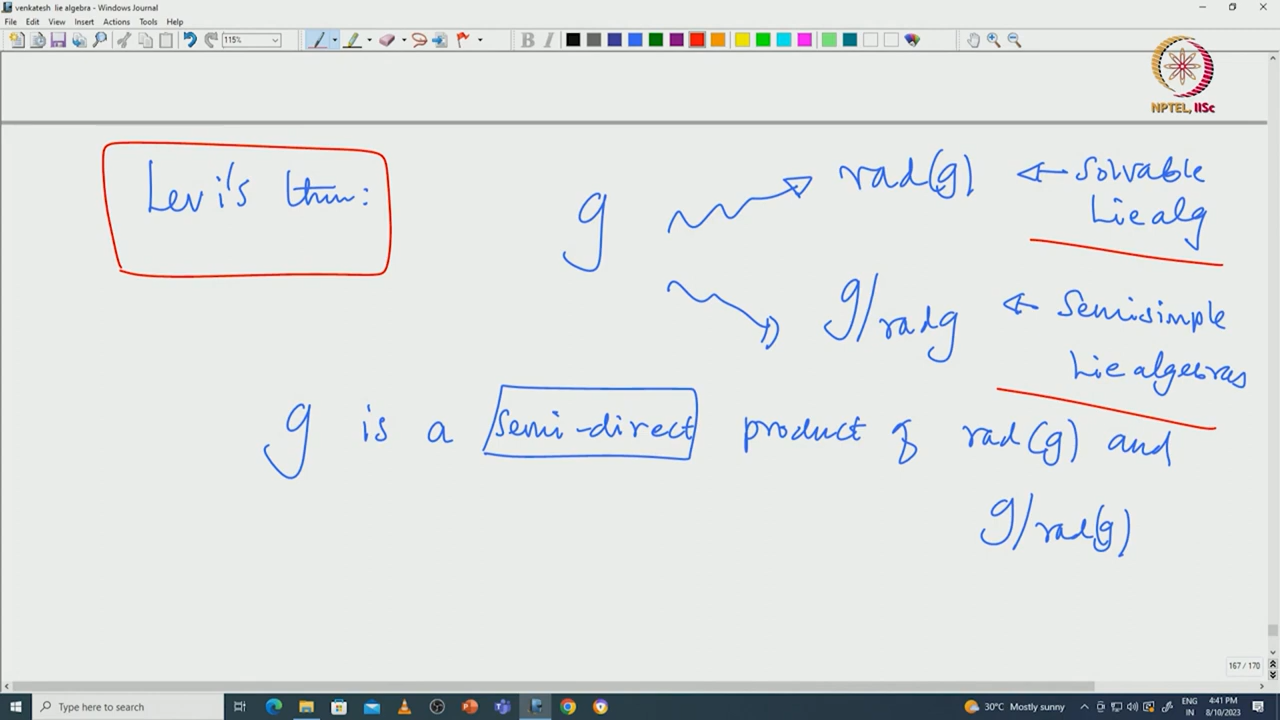 venkatesh lie algebra - Windows Journal
File Edit View Insert Actions Tools Help
115%
B I
NPTEL, IISc
Levi's thm:
g
rad(g) ← Solvable
Lie alg
g/radg ← Semisimple
Lie algebras
g is a semi-direct product of rad(g) and
g/rad(g)
167 / 170
Type here to search
30°C Mostly sunny
ENG
IN
4:41 PM
8/10/2023